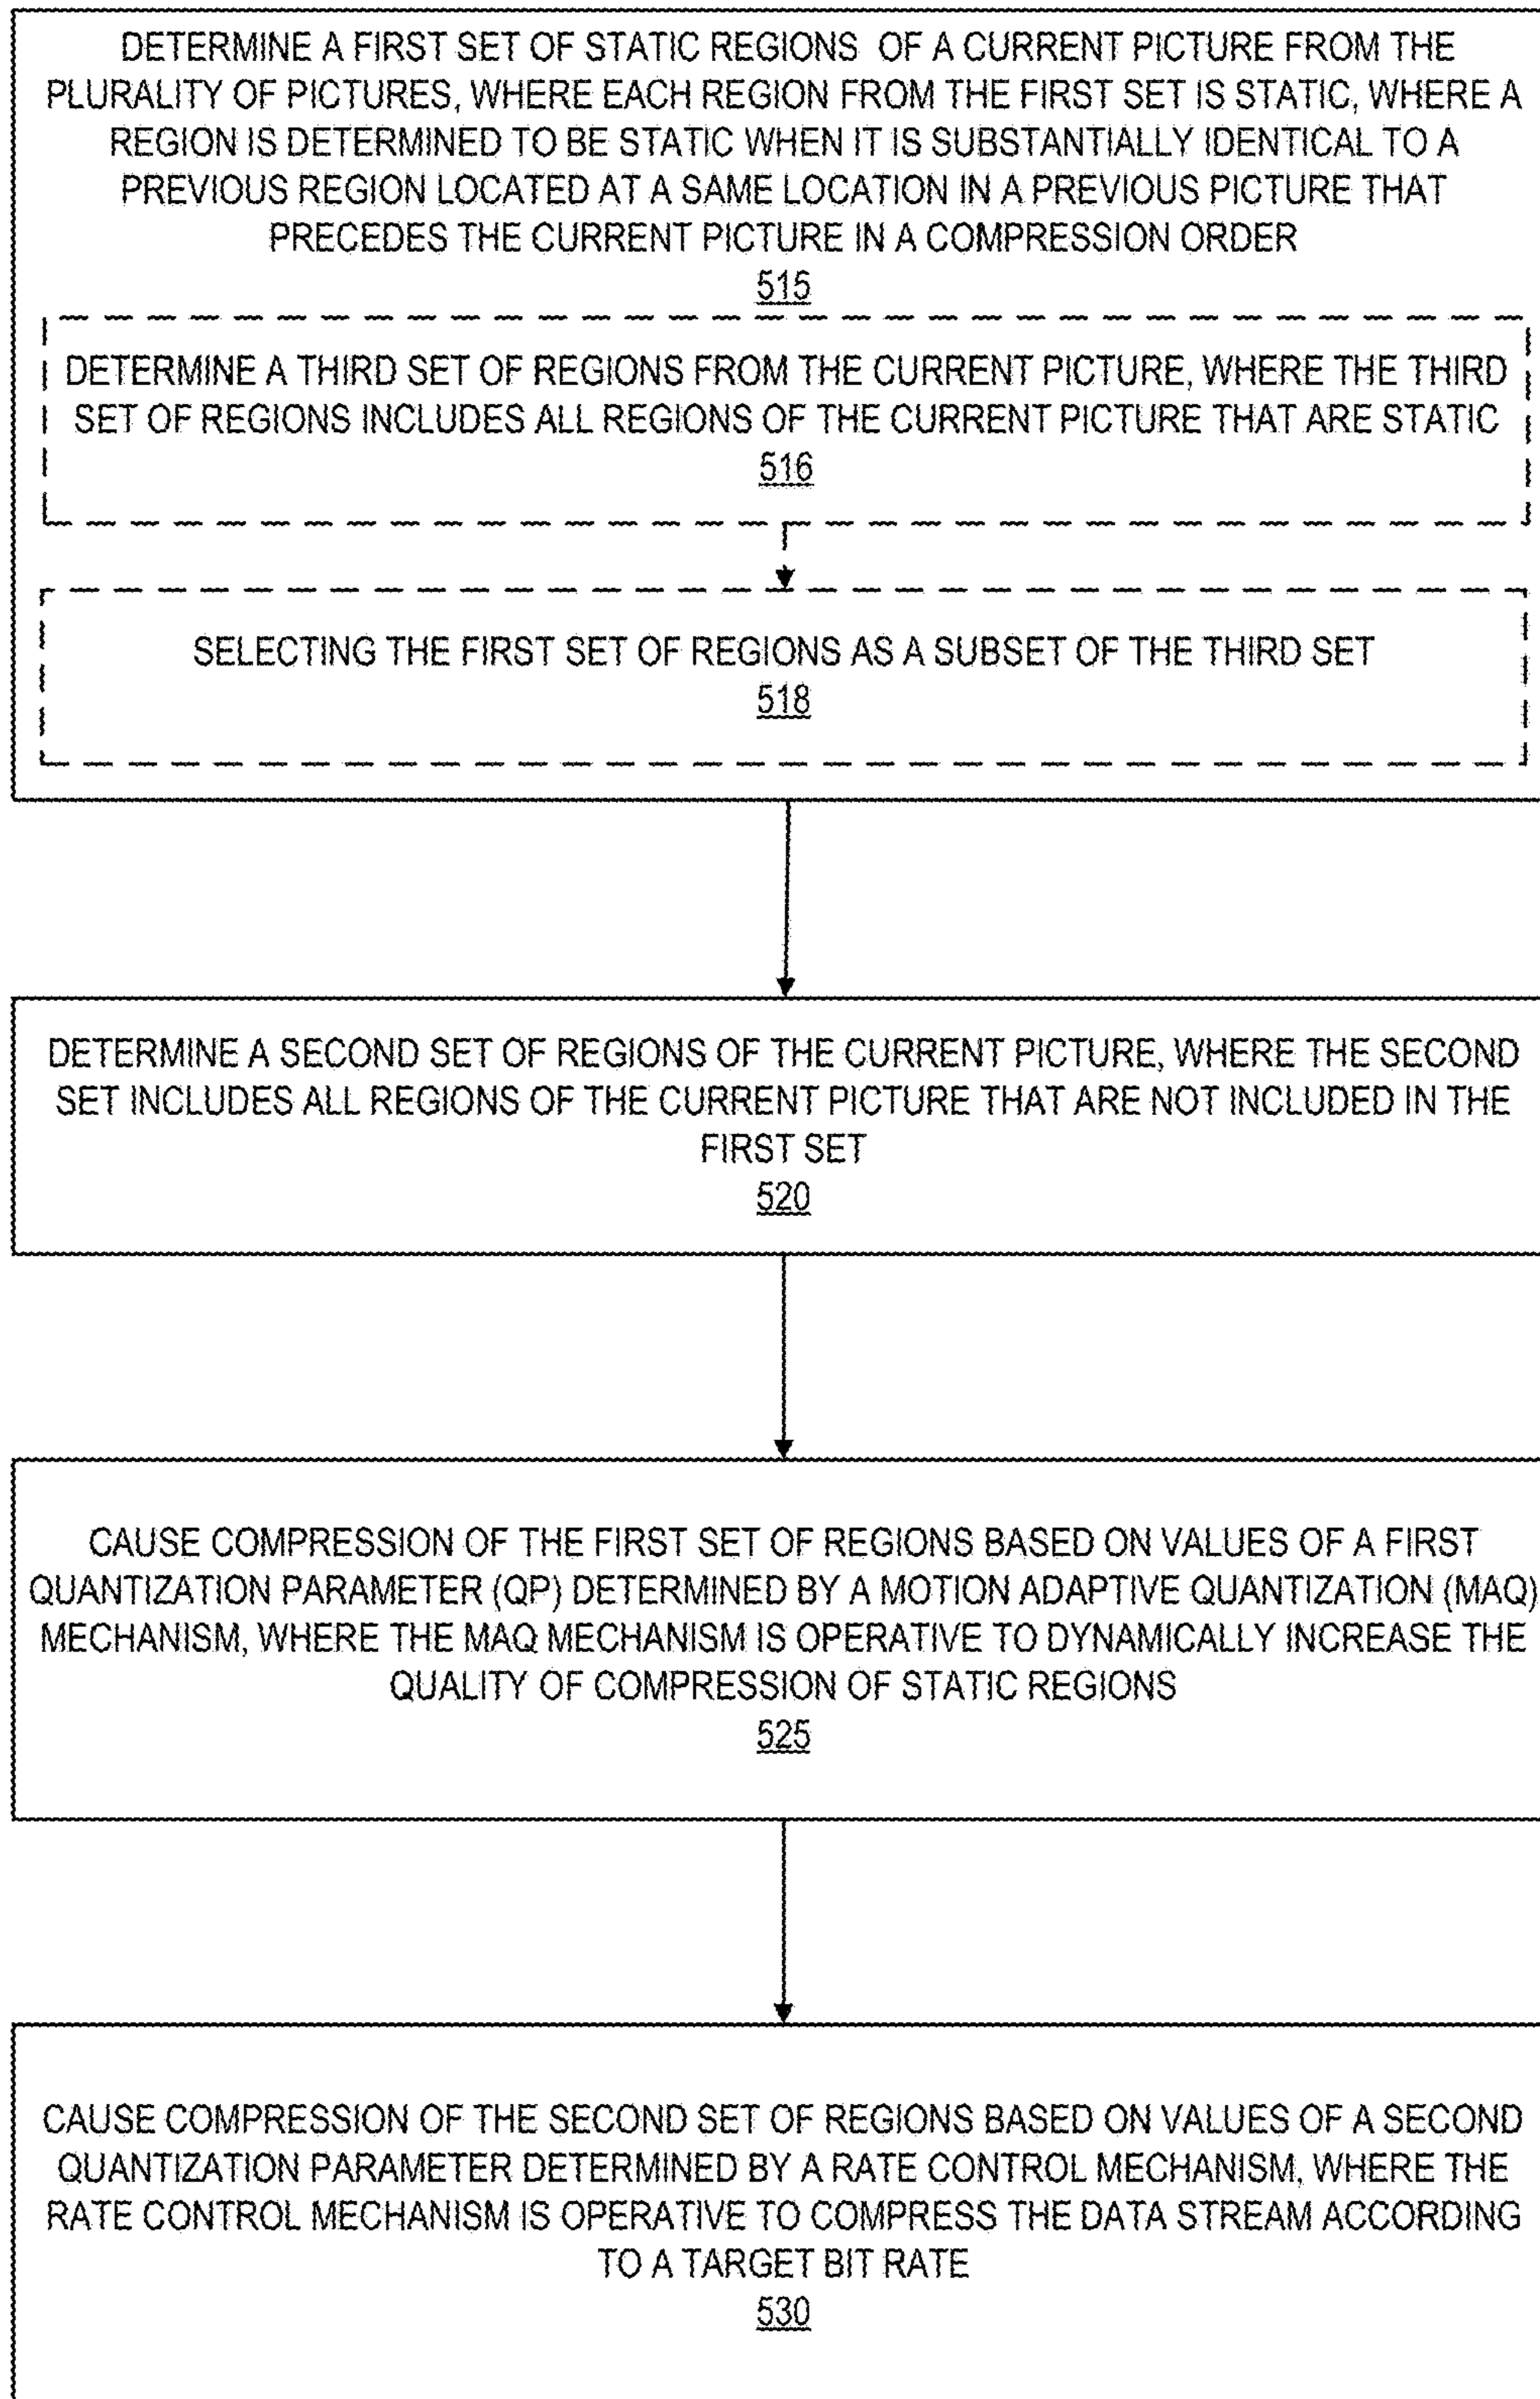 DETERMINE A FIRST SET OF STATIC REGIONS OF A CURRENT PICTURE FROM THE
PLURALITY OF PICTURES, WHERE EACH REGION FROM THE FIRST SET IS STATIC, WHERE A
REGION IS DETERMINED TO BE STATIC WHEN IT IS SUBSTANTIALLY IDENTICAL TO A
PREVIOUS REGION LOCATED AT A SAME LOCATION IN A PREVIOUS PICTURE THAT
PRECEDES THE CURRENT PICTURE IN A COMPRESSION ORDER
515
DETERMINE A THIRD SET OF REGIONS FROM THE CURRENT PICTURE, WHERE THE THIRD
SET OF REGIONS INCLUDES ALL REGIONS OF THE CURRENT PICTURE THAT ARE STATIC
516
SELECTING THE FIRST SET OF REGIONS AS A SUBSET OF THE THIRD SET
518
DETERMINE A SECOND SET OF REGIONS OF THE CURRENT PICTURE, WHERE THE SECOND
SET INCLUDES ALL REGIONS OF THE CURRENT PICTURE THAT ARE NOT INCLUDED IN THE
FIRST SET
520
CAUSE COMPRESSION OF THE FIRST SET OF REGIONS BASED ON VALUES OF A FIRST
QUANTIZATION PARAMETER (QP) DETERMINED BY A MOTION ADAPTIVE QUANTIZATION (MAQ)
MECHANISM, WHERE THE MAQ MECHANISM IS OPERATIVE TO DYNAMICALLY INCREASE THE
QUALITY OF COMPRESSION OF STATIC REGIONS
525
CAUSE COMPRESSION OF THE SECOND SET OF REGIONS BASED ON VALUES OF A SECOND
QUANTIZATION PARAMETER DETERMINED BY A RATE CONTROL MECHANISM, WHERE THE
RATE CONTROL MECHANISM IS OPERATIVE TO COMPRESS THE DATA STREAM ACCORDING
TO A TARGET BIT RATE
530